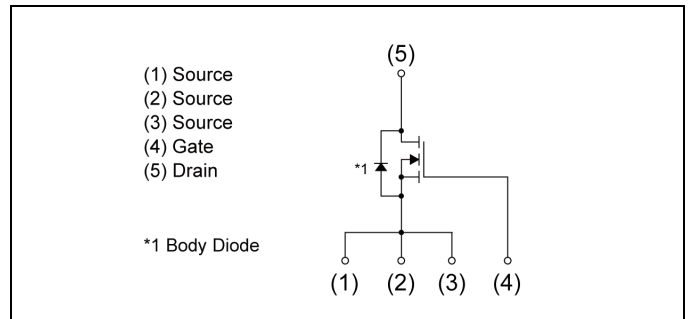 (1) Source
(2) Source
(3) Source
(4) Gate
(5) Drain
*1 Body Diode
(5)
*1
(1) (2) (3) (4)